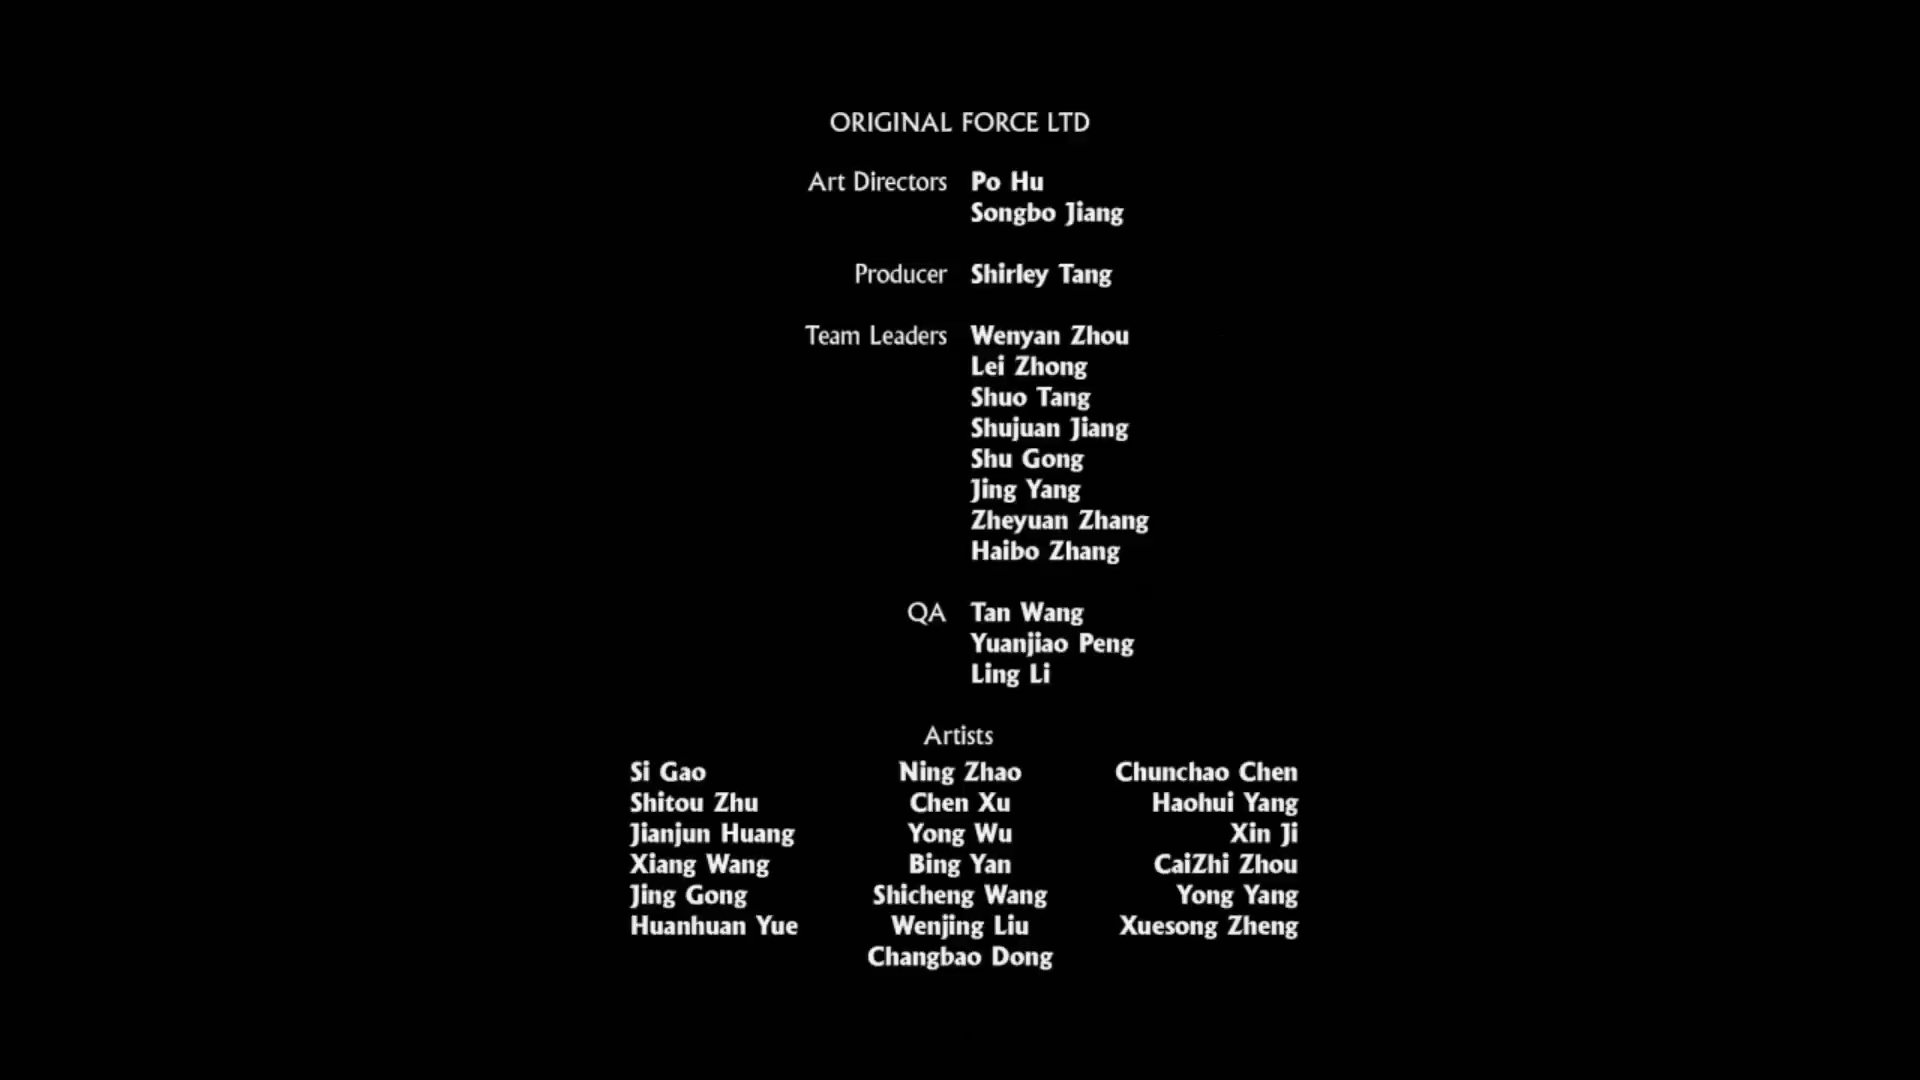 ORIGINAL FORCE LTD
Art Directors Po Hu
Songbo Jiang
Producer Shirley Tang
Team Leaders Wenyan Zhou
Lei Zhong
Shuo Tang
Shujuan Jiang
Shu Gong
Jing Yang
Zheyuan Zhang
Haibo Zhang
QA Tan Wang
Yuanjiao Peng
Ling Li
Artists
Si Gao Ning Zhao Chunchao Chen
Shitou Zhu Chen Xu Haohui Yang
Jianjun Huang Yong Wu Xin Ji
Xiang Wang Bing Yan CaiZhi Zhou
Jing Gong Shicheng Wang Yong Yang
Huanhuan Yue Wenjing Liu Xuesong Zheng
Changbao Dong